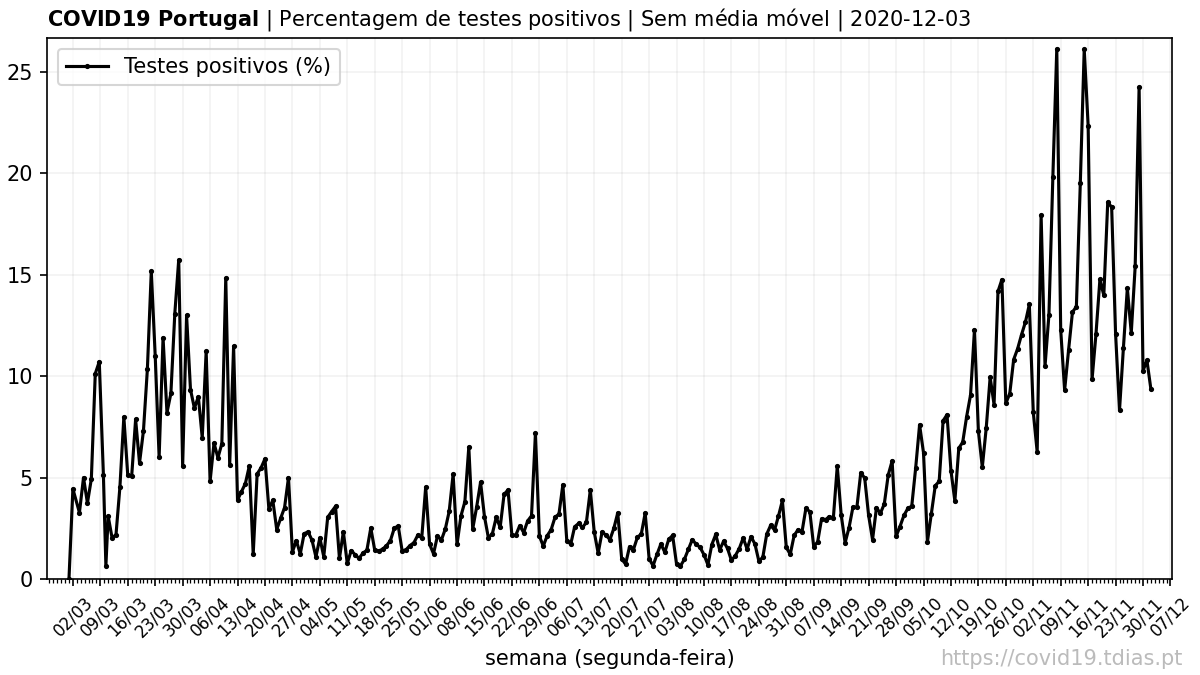 COVID19 Portugal | Percentagem de testes positivos | Sem média móvel | 2020-12-03
Testes positivos (%)
25
20
15
10
5
0
02/03 09/03 16/03 23/03 30/03 06/04 13/04 20/04 27/04 04/05 11/05 18/05 25/05 01/06 08/06 15/06 22/06 29/06 06/07 13/07 20/07 27/07 03/08 10/08 17/08 24/08 31/08 07/09 14/09 21/09 28/09 05/10 12/10 19/10 26/10 02/11 09/11 16/11 23/11 30/11 07/12
semana (segunda-feira)
https://covid19.tdias.pt